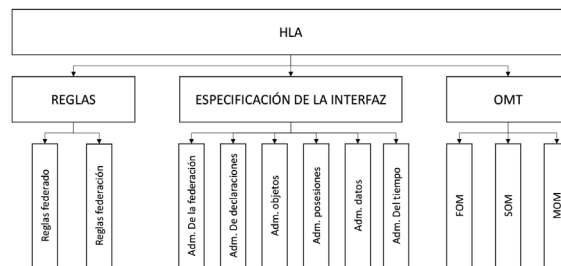 HLA
REGLAS
ESPECIFICACIÓN DE LA INTERFAZ
OMT
Reglas federado
Reglas federación
Adm. De la federación
Adm. De declaraciones
Adm. objetos
Adm. posesiones
Adm. datos
Adm. Del tiempo
FOM
SOM
MOM